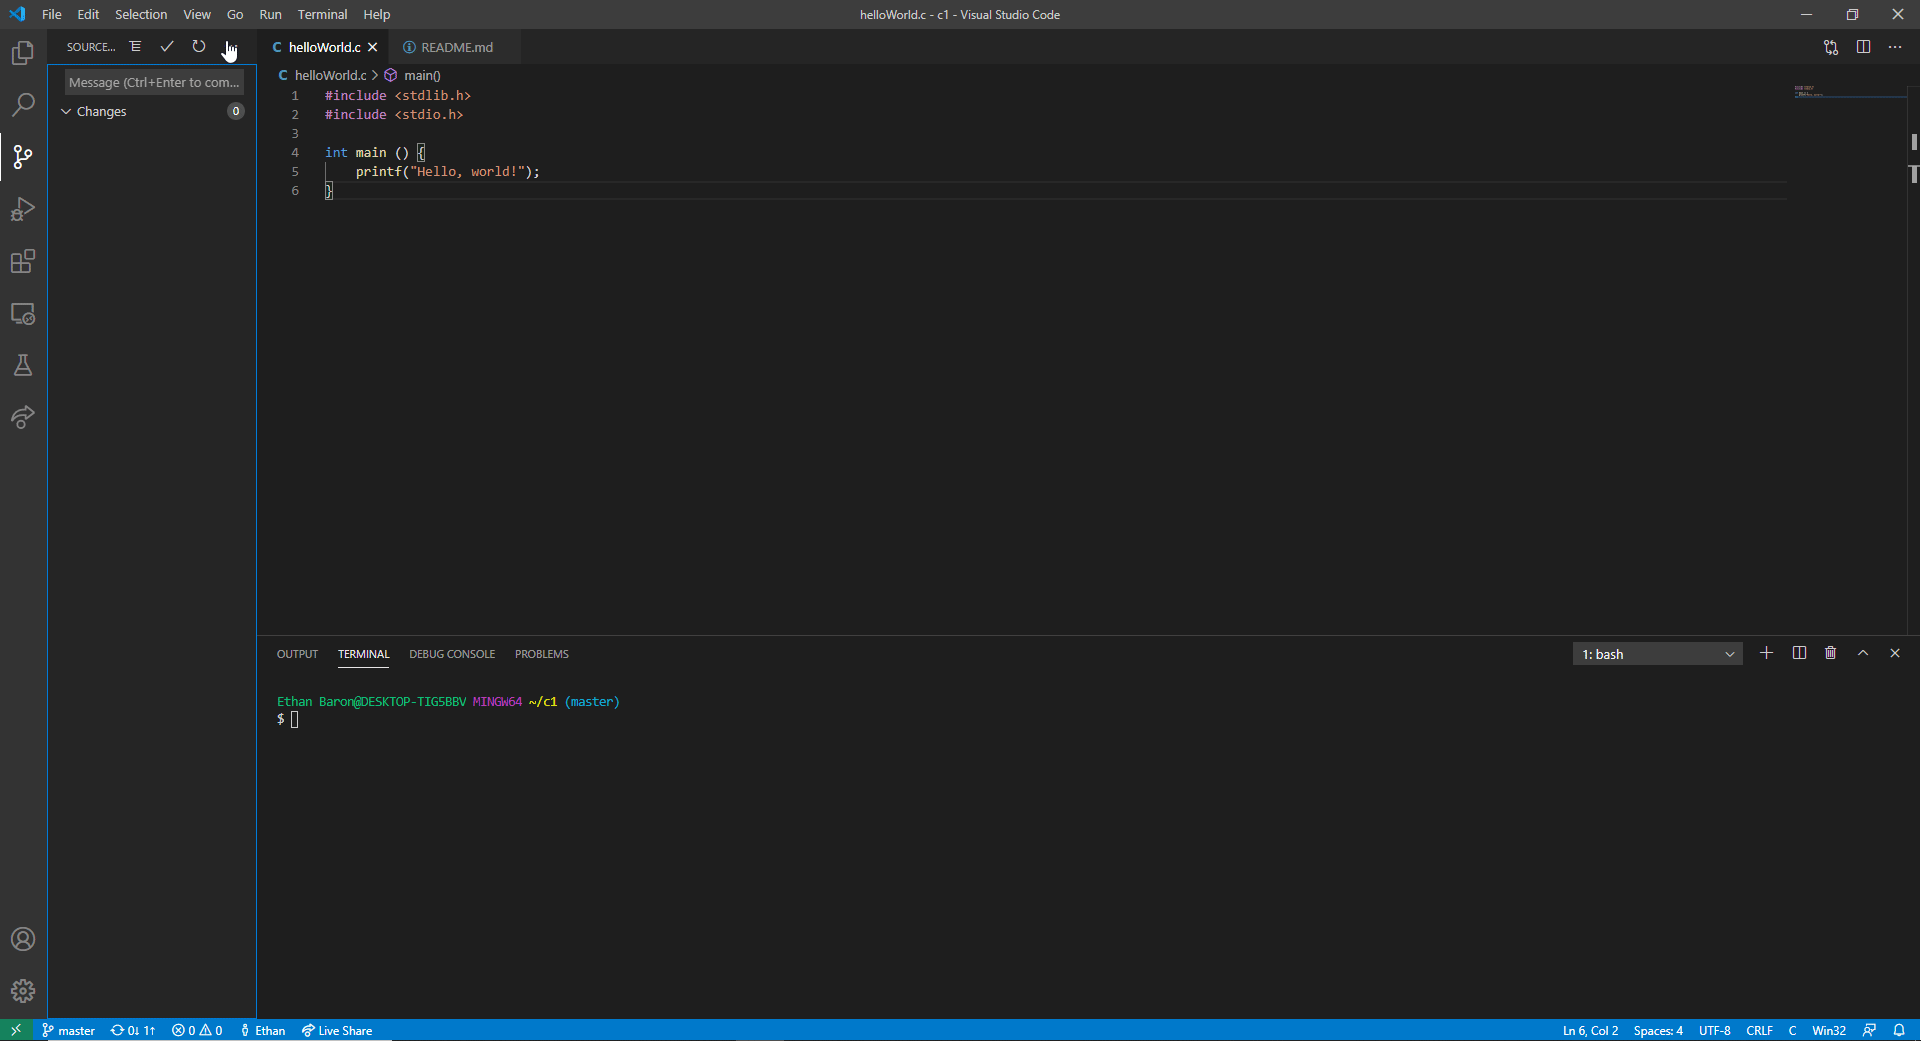 File Edit Selection View Go Run Terminal Help
helloWorld.c - c1 - Visual Studio Code
SOURCE...
helloWorld.c
README.md
Message (Ctrl+Enter to com...
Changes 0
helloWorld.c main()
1 #include <stdlib.h>
2 #include <stdio.h>
3
4 int main () {
5 printf("Hello, world!");
6 }
OUTPUT TERMINAL DEBUG CONSOLE PROBLEMS
1: bash
Ethan Baron@DESKTOP-TIG5BBV MINGW64 ~/c1 (master)
$
master 0↓ 1↑ 0 0 Ethan Live Share
Ln 6, Col 2 Spaces: 4 UTF-8 CRLF C Win32